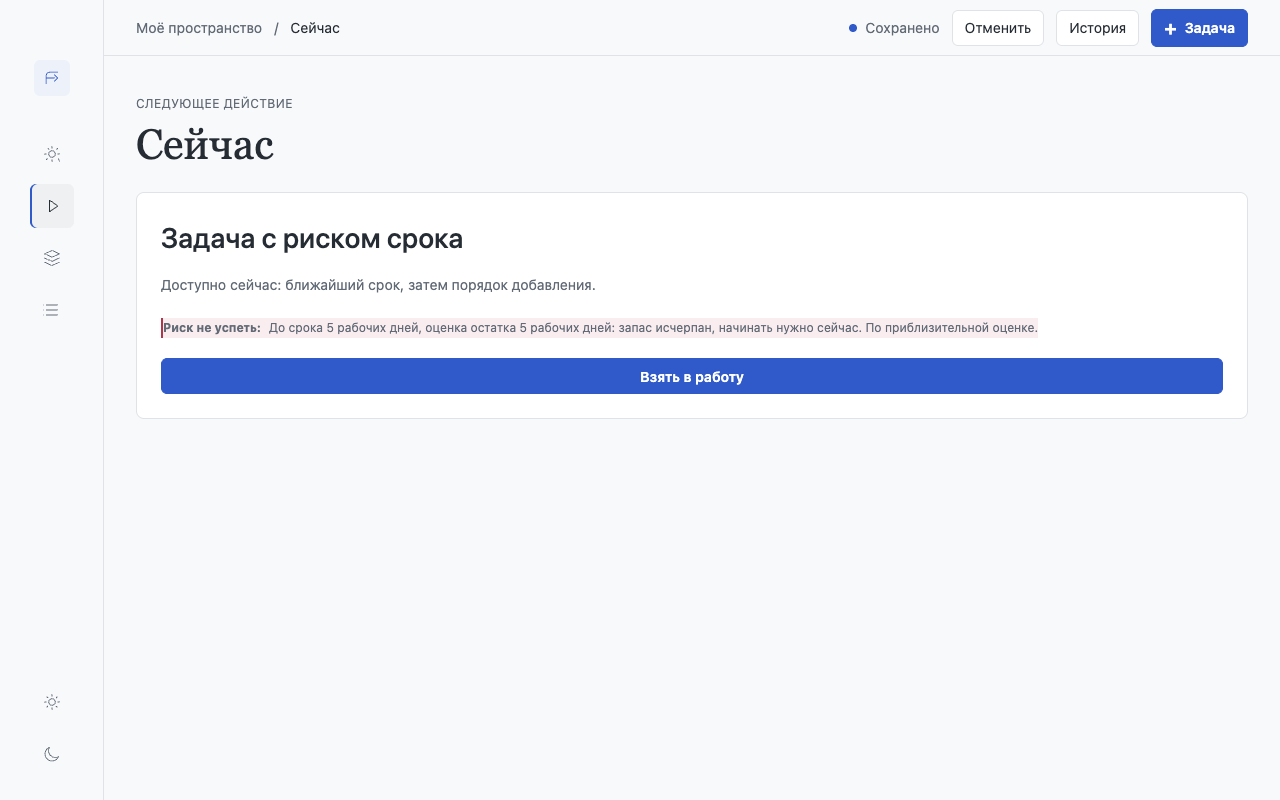 Моё пространство / Сейчас
Сохранено
Отменить
История
+ Задача
СЛЕДУЮЩЕЕ ДЕЙСТВИЕ
Сейчас
Задача с риском срока
Доступно сейчас: ближайший срок, затем порядок добавления.
Риск не успеть: До срока 5 рабочих дней, оценка остатка 5 рабочих дней: запас исчерпан, начинать нужно сейчас. По приблизительной оценке.
Взять в работу